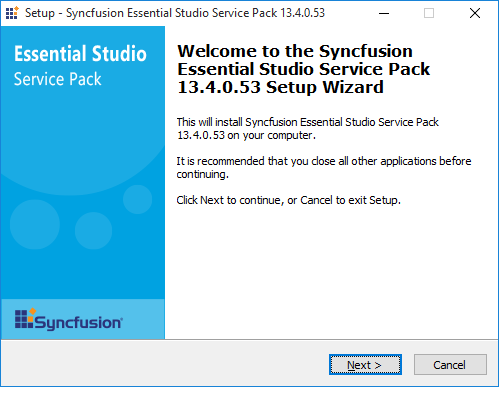 Setup - Syncfusion Essential Studio Service Pack 13.4.0.53
Essential Studio
Service Pack
Welcome to the Syncfusion
Essential Studio Service Pack
13.4.0.53 Setup Wizard
This will install Syncfusion Essential Studio Service Pack
13.4.0.53 on your computer.
It is recommended that you close all other applications before
continuing.
Click Next to continue, or Cancel to exit Setup.
Syncfusion
Next >
Cancel